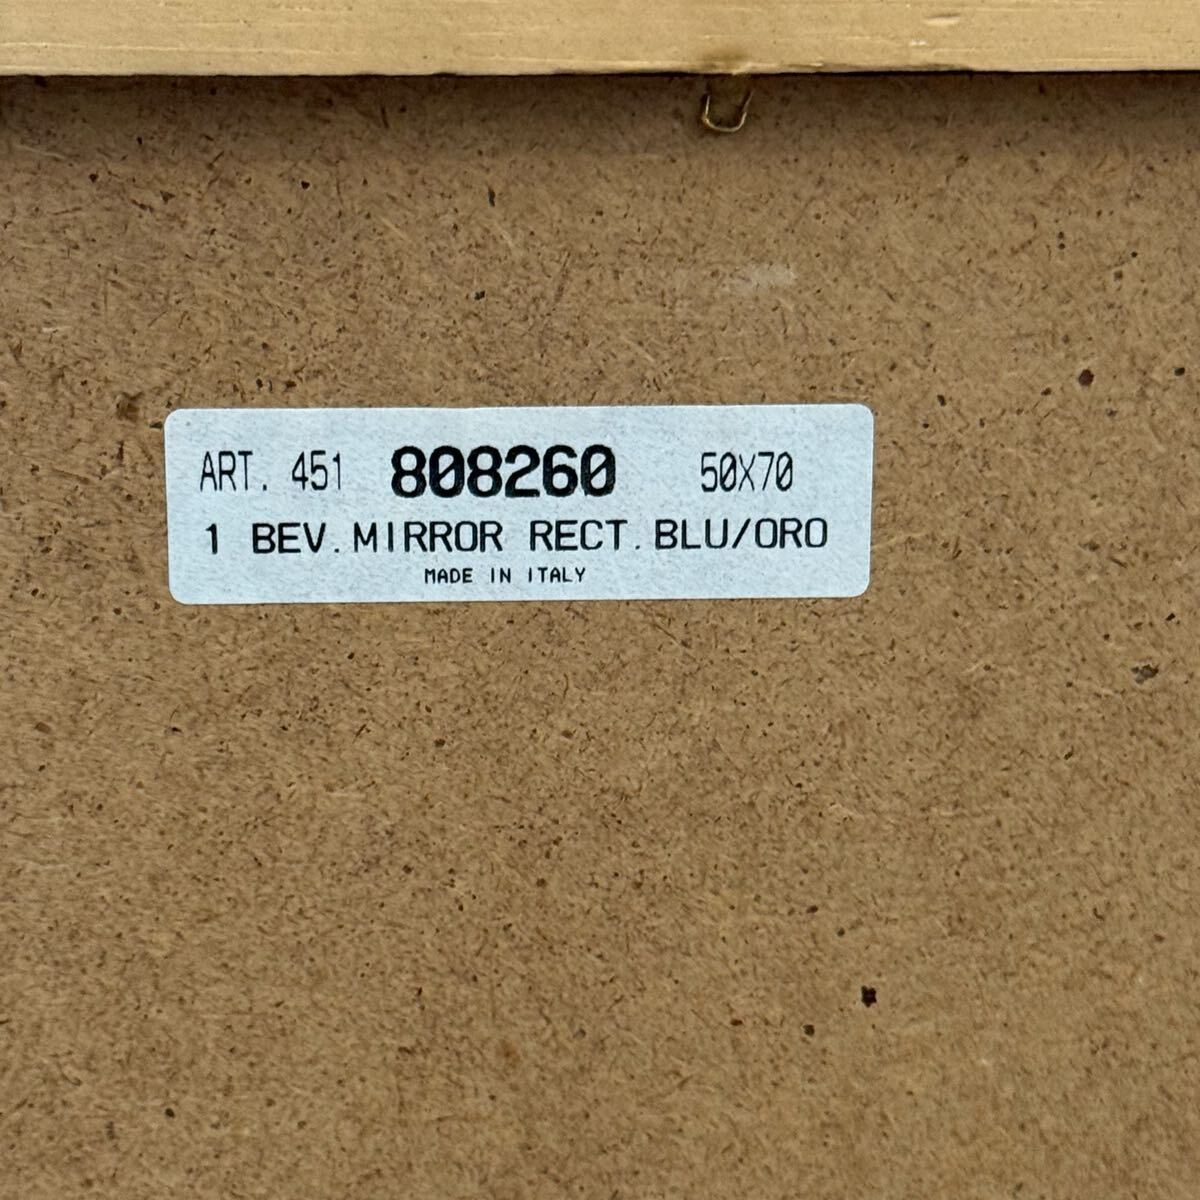 ART. 451 808260 50X70
1 BEV. MIRROR RECT. BLU/ORO
MADE IN ITALY